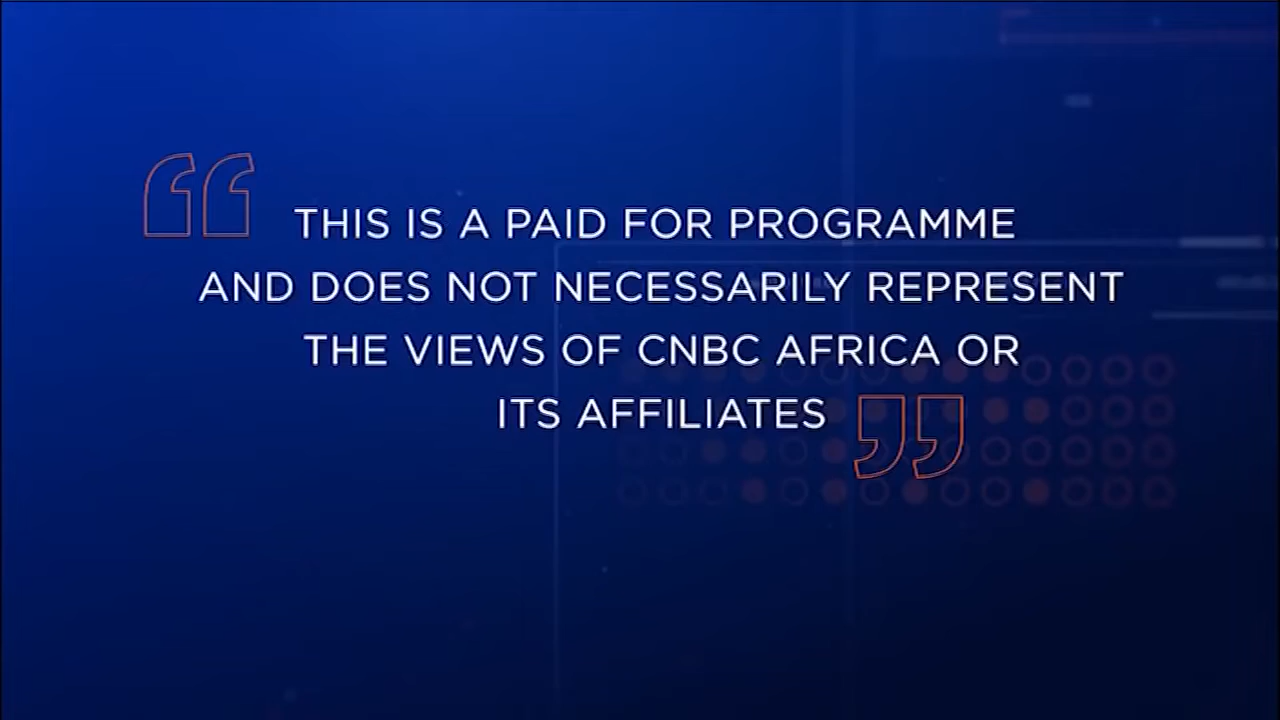 THIS IS A PAID FOR PROGRAMME
AND DOES NOT NECESSARILY REPRESENT
THE VIEWS OF CNBC AFRICA OR
ITS AFFILIATES